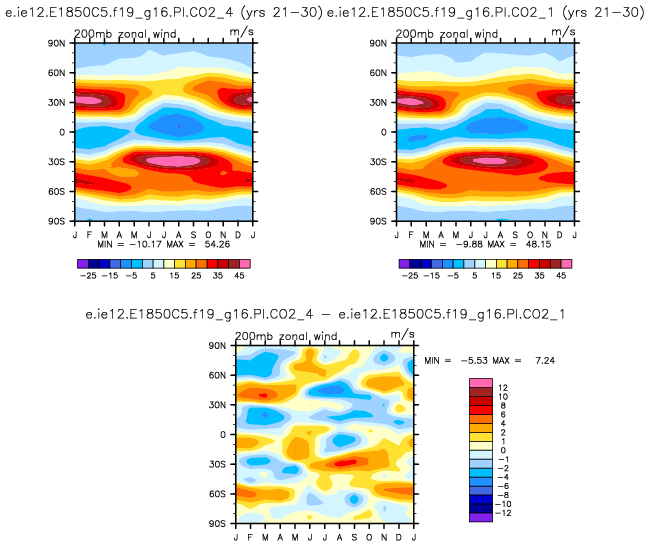 e.ie12.E1850C5.f19_g16.PI.CO2_4 (yrs 21-30) e.ie12.E1850C5.f19_g16.PI.CO2_1 (yrs 21-30)
200mb zonal wind m/s
90N
60N
30N
0
30S
60S
90S
J F M A M J J A S O N D J
MIN = -10.17 MAX = 54.26
-25 -15 -5 5 15 25 35 45
200mb zonal wind m/s
90N
60N
30N
0
30S
60S
90S
J F M A M J J A S O N D J
MIN = -9.88 MAX = 48.15
-25 -15 -5 5 15 25 35 45
e.ie12.E1850C5.f19_g16.PI.CO2_4 - e.ie12.E1850C5.f19_g16.PI.CO2_1
200mb zonal wind m/s
MIN = -5.53 MAX = 7.24
90N
60N
30N
0
30S
60S
90S
J F M A M J J A S O N D J
12
10
8
6
4
2
1
0
-1
-2
-4
-6
-8
-10
-12